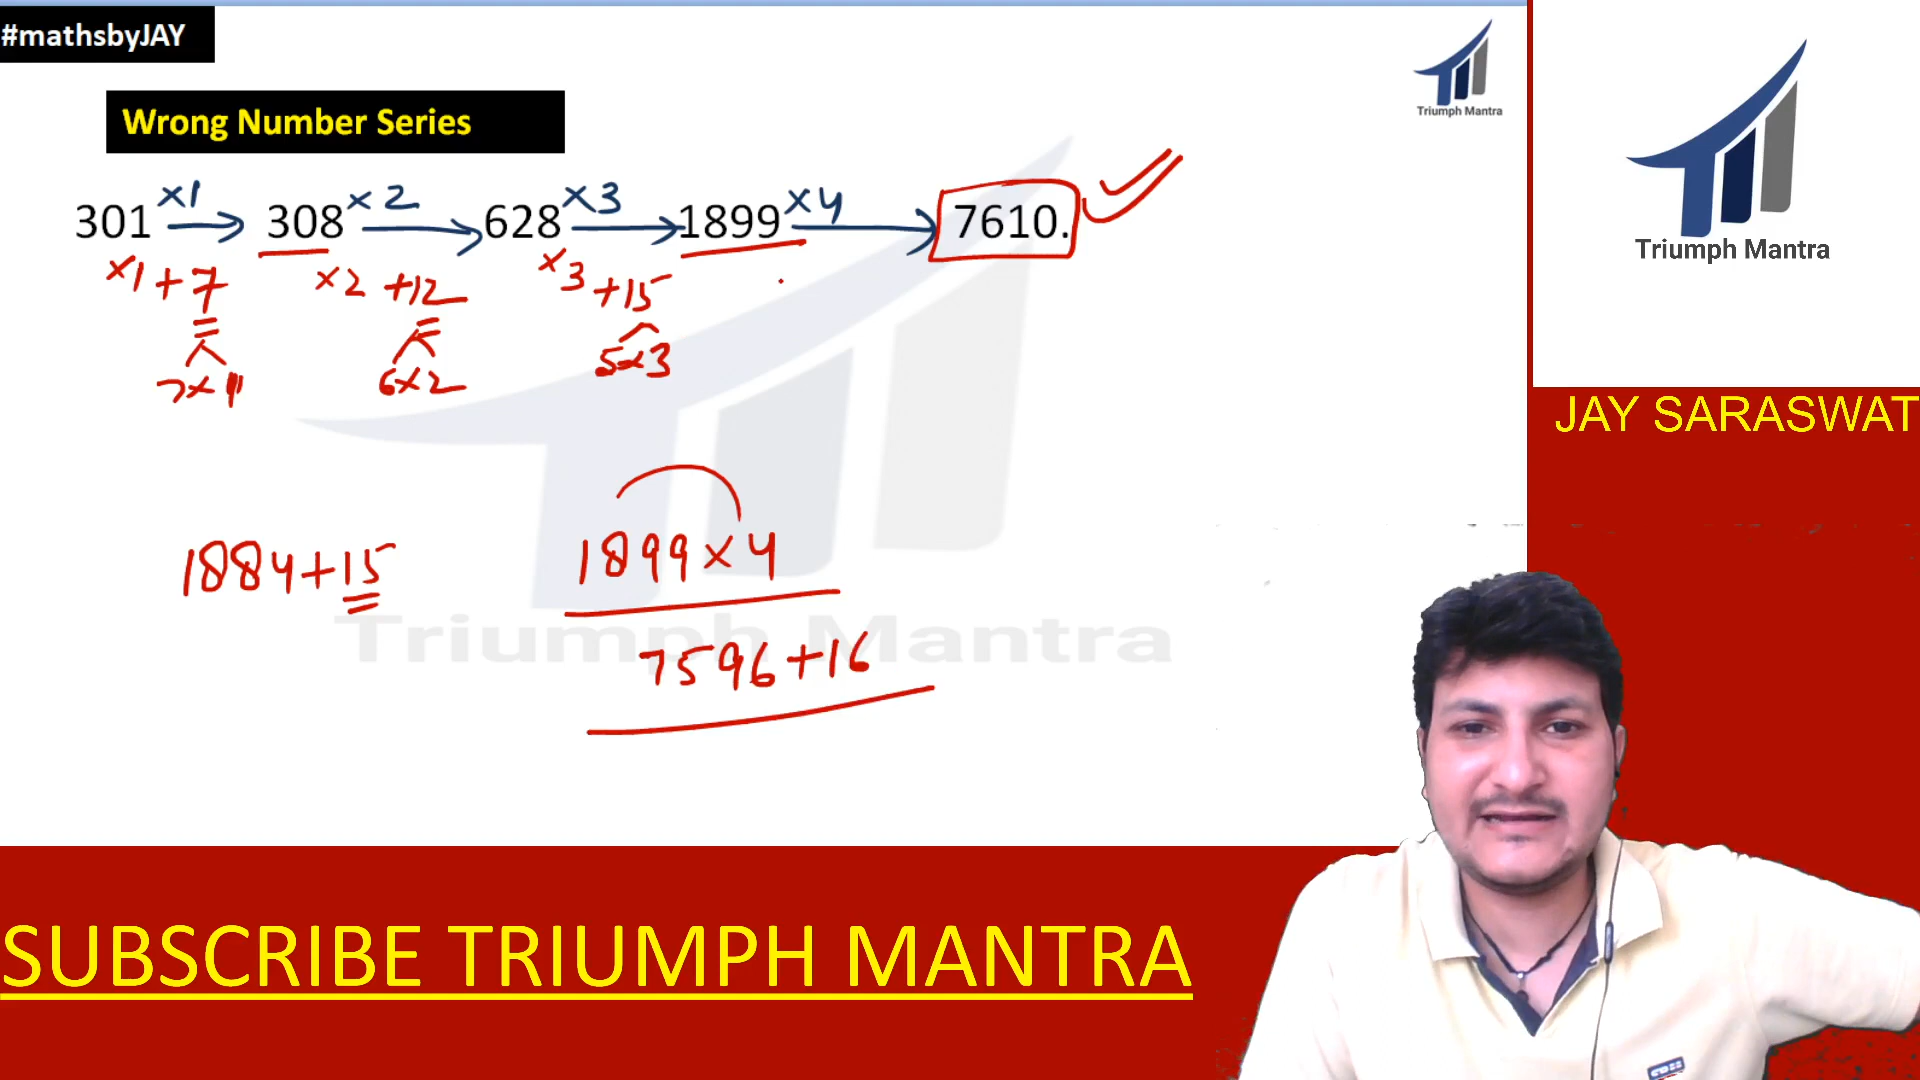 #mathsbyJAY
Triumph Mantra
Triumph Mantra
JAY SARASWAT
Wrong Number Series
×1 ×2 ×3 ×4
301 308 628 1899 7610.
×1 + 7 ×2 +12 ×3 +15
7×1 6×2 5×3
1884+15
1899×4
7596+16
Triumph Mantra
SUBSCRIBE TRIUMPH MANTRA